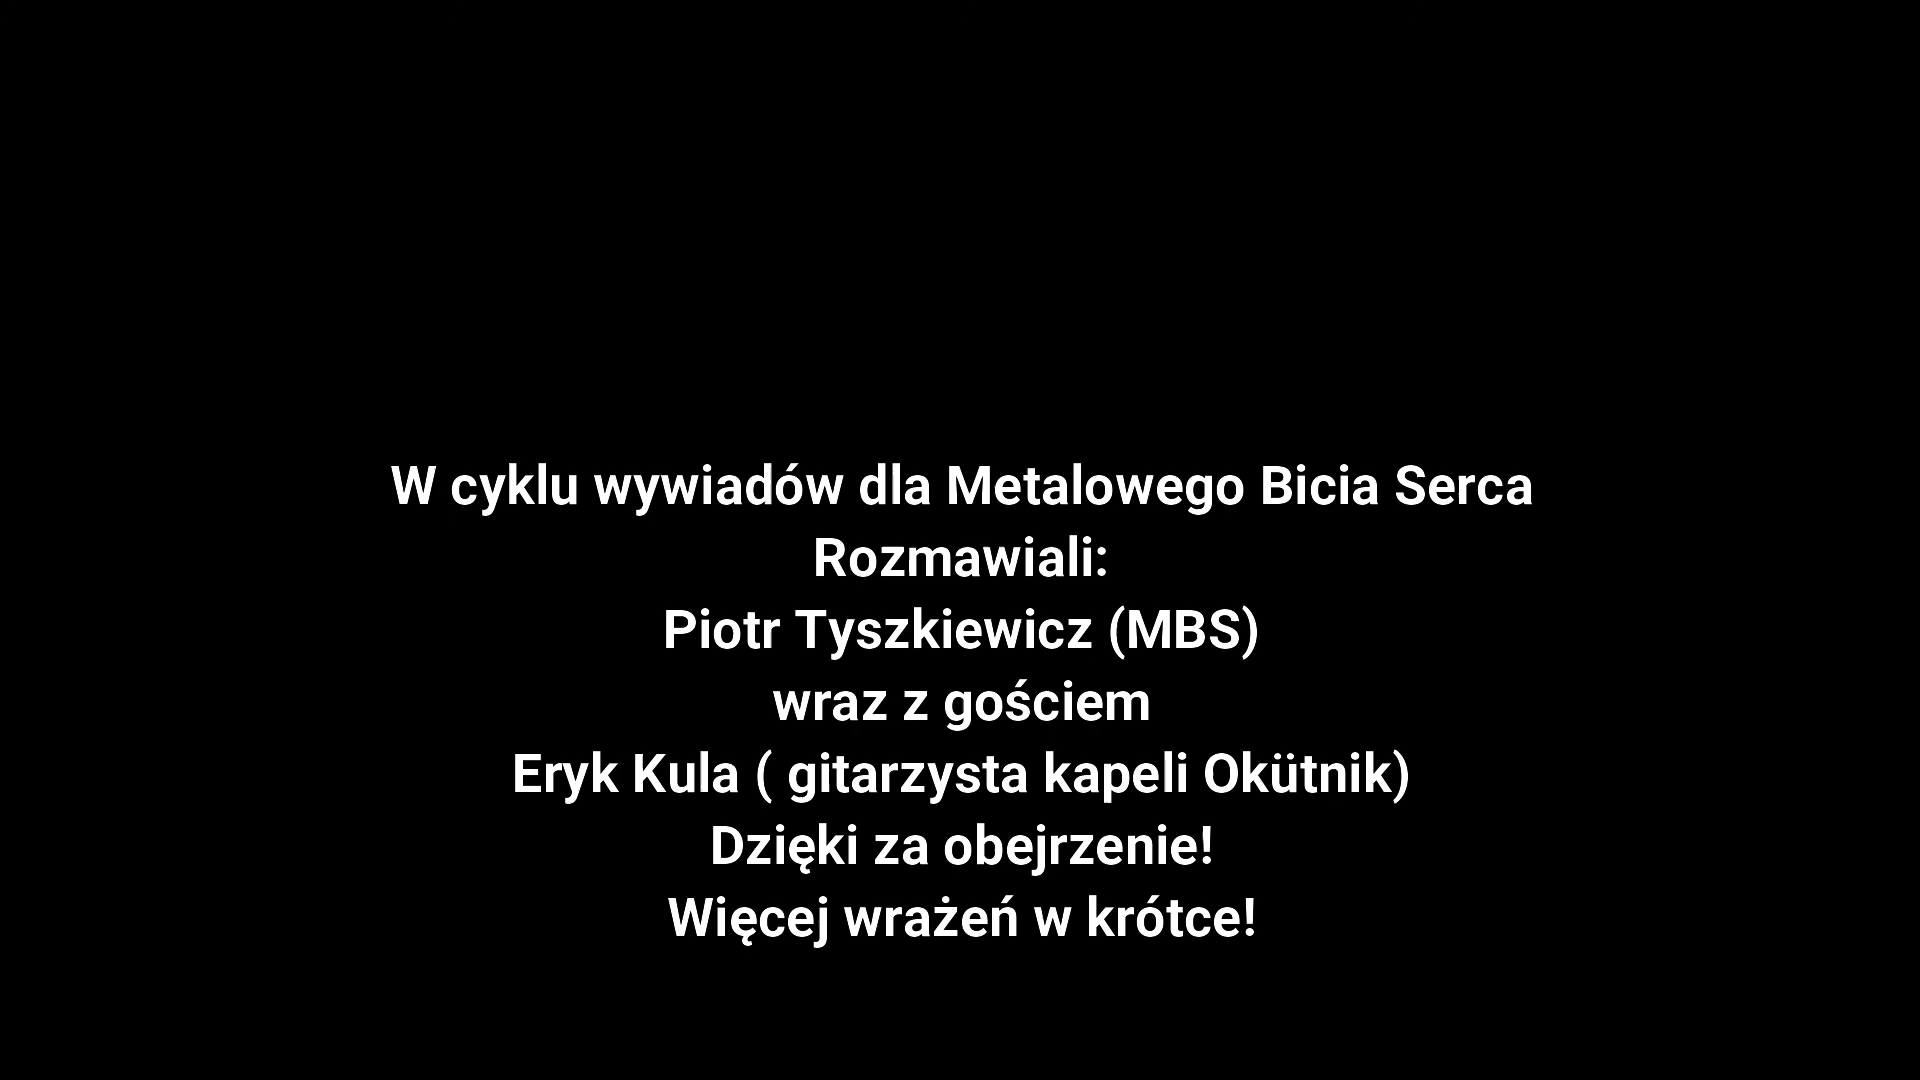 W cyklu wywiadów dla Metalowego Bicia Serca
Rozmawiali:
Piotr Tyszkiewicz (MBS)
wraz z gościem
Eryk Kula ( gitarzysta kapeli Okütnik)
Dzięki za obejrzenie!
Więcej wrażeń w krótce!